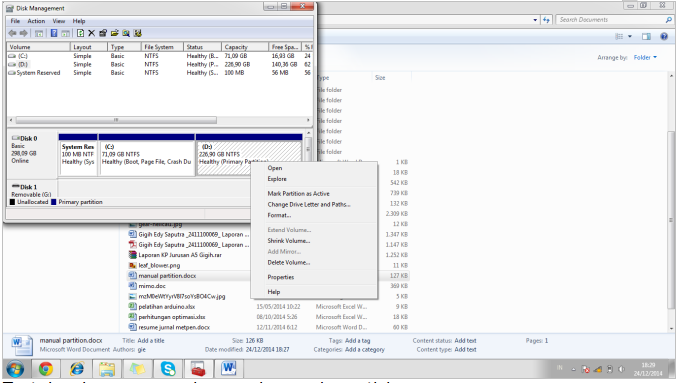 Disk Management
File Action View Help
Volume Layout Type File System Status Capacity Free Spa... % F
(C:) Simple Basic NTFS Healthy (B... 71,09 GB 16,93 GB 24
(D:) Simple Basic NTFS Healthy (P... 226,90 GB 140,36 GB 62
System Reserved Simple Basic NTFS Healthy (S... 100 MB 56 MB 56
Disk 0
Basic
298,09 GB
Online
System Res
100 MB NTF
Healthy (Sys
(C:)
71,09 GB NTFS
Healthy (Boot, Page File, Crash Du
(D:)
226,90 GB NTFS
Healthy (Primary Partition)
Disk 1
Removable (G:)
Unallocated Primary partition
Open
Explore
Mark Partition as Active
Change Drive Letter and Paths...
Format...
Extend Volume...
Shrink Volume...
Add Mirror...
Delete Volume...
Properties
Help
Search Documents
Arrange by: Folder
Type Size
File folder
File folder
File folder
File folder
File folder
File folder
File folder
1 KB
18 KB
542 KB
739 KB
132 KB
2.309 KB
12 KB
Gigih Edy Saputra _2411100069_ Laporan ... 1.347 KB
Gigih Edy Saputra _2411100069_ Laporan ... 1.147 KB
Laporan KP Jurusan A5 Gigih.rar 1.252 KB
leaf_blower.png 11 KB
manual partition.docx 127 KB
mimo.doc 369 KB
5 KB
pelatihan arduino.xlsx 15/05/2014 10:22 Microsoft Excel W... 9 KB
perhitungan optimasi.xlsx 08/10/2014 5:26 Microsoft Excel W... 18 KB
resume jurnal metpen.docx 12/11/2014 6:12 Microsoft Word D... 60 KB
manual partition.docx Title: Add a title Size: 126 KB Tags: Add a tag Content status: Add text Pages: 1
Microsoft Word Document Authors: gie Date modified: 24/12/2014 18:27 Categories: Add a category Content type: Add text
IN 18:29
24/12/2014